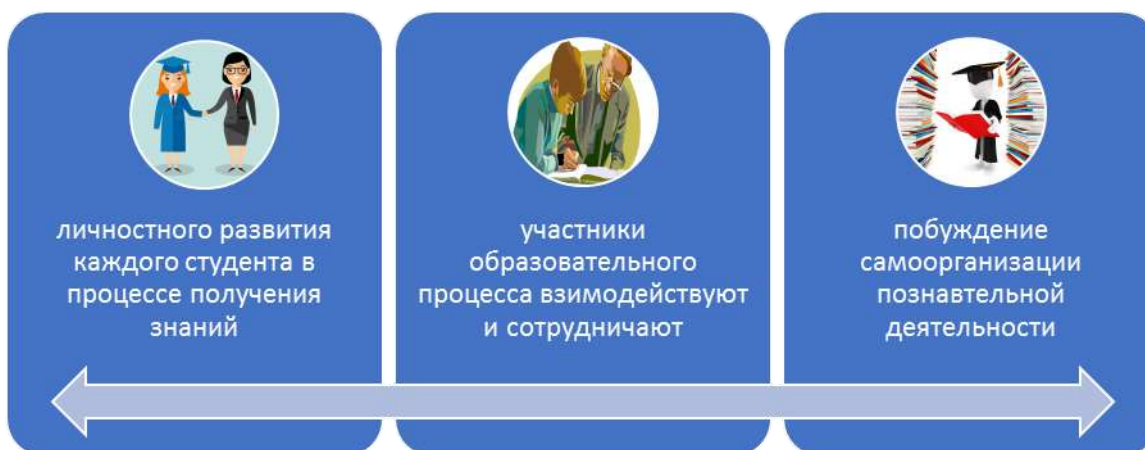 личностного развития
каждого студента в
процессе получения
знаний
участники
образовательного
процесса взимодействуют
и сотрудничают
побуждение
самоорганизации
познавтельной
деятельности